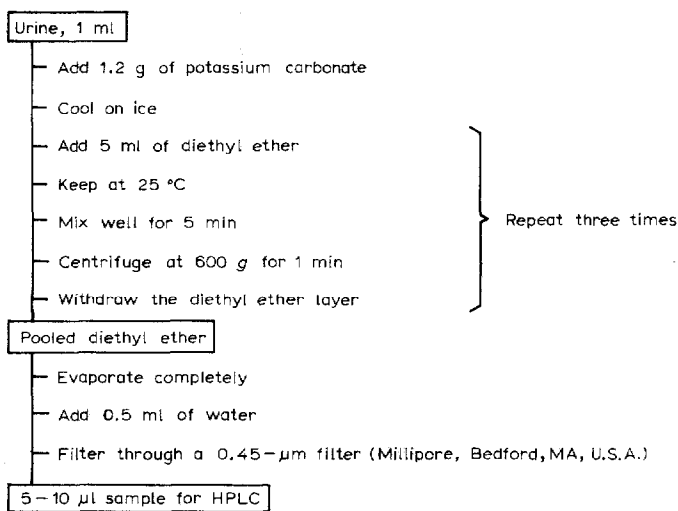 Urine, 1 ml
Add 1.2 g of potassium carbonate
Cool on ice
Add 5 ml of diethyl ether
Keep at 25 °C
Mix well for 5 min
Centrifuge at 600 g for 1 min
Withdraw the diethyl ether layer
Repeat three times
Pooled diethyl ether
Evaporate completely
Add 0.5 ml of water
Filter through a 0.45-μm filter (Millipore, Bedford, MA, U.S.A.)
5-10 μl sample for HPLC